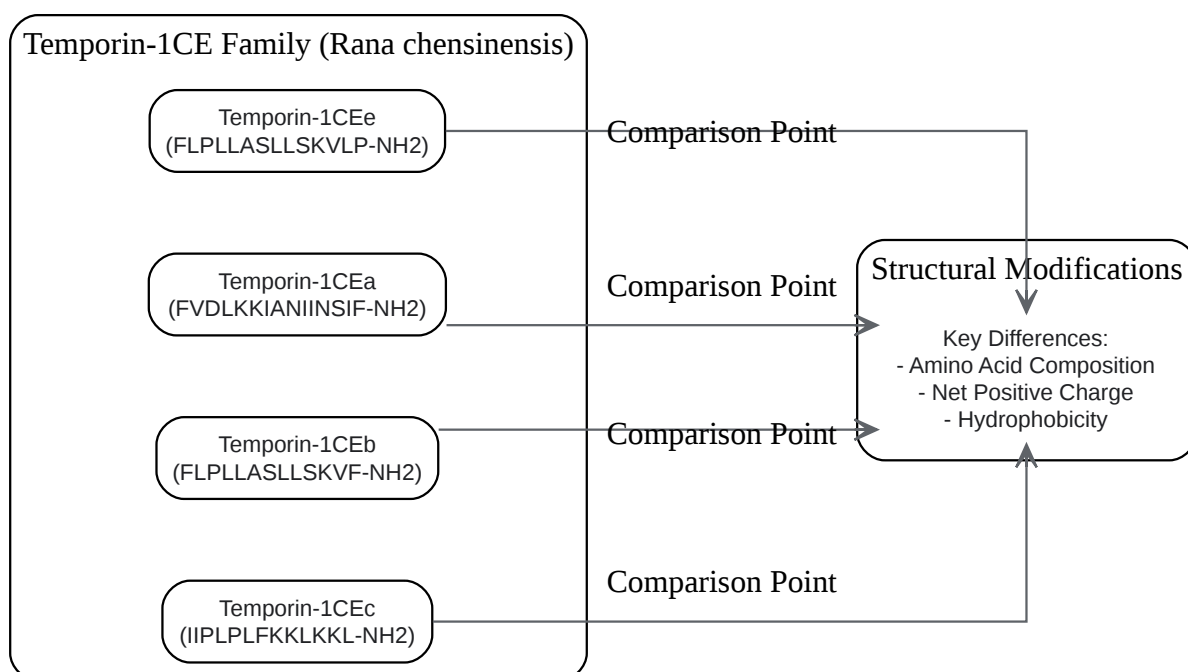 Temporin-1CE Family (Rana chensinensis)
Temporin-1CEe
(FLPLLASLLSKVLP-NH2)
Comparison Point
Temporin-1CEa
(FVDLKKIANIINSIF-NH2)
Comparison Point
Temporin-1CEb
(FLPLLASLLSKVF-NH2)
Comparison Point
Temporin-1CEc
(IIPLPLFKKLKKL-NH2)
Comparison Point
Structural Modifications
Key Differences:
- Amino Acid Composition
- Net Positive Charge
- Hydrophobicity